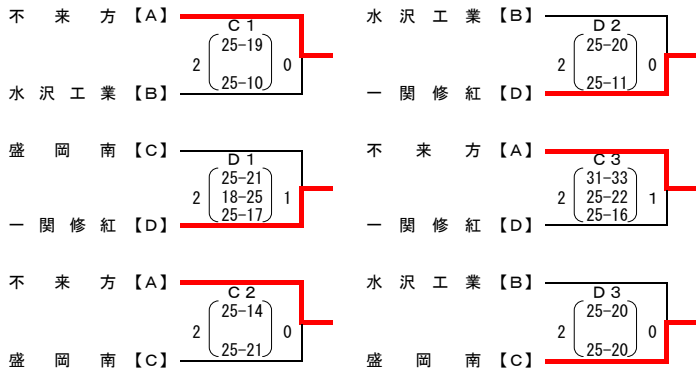 不来方【A】
C1
25-19
2 0
25-10
水沢工業【B】
盛岡南【C】
D1
25-21
2 18-25 1
25-17
一関修紅【D】
不来方【A】
C2
25-14
2 0
25-21
盛岡南【C】
水沢工業【B】
D2
25-20
2 0
25-11
一関修紅【D】
不来方【A】
C3
31-33
2 25-22 1
25-16
一関修紅【D】
水沢工業【B】
D3
25-20
2 0
25-20
盛岡南【C】